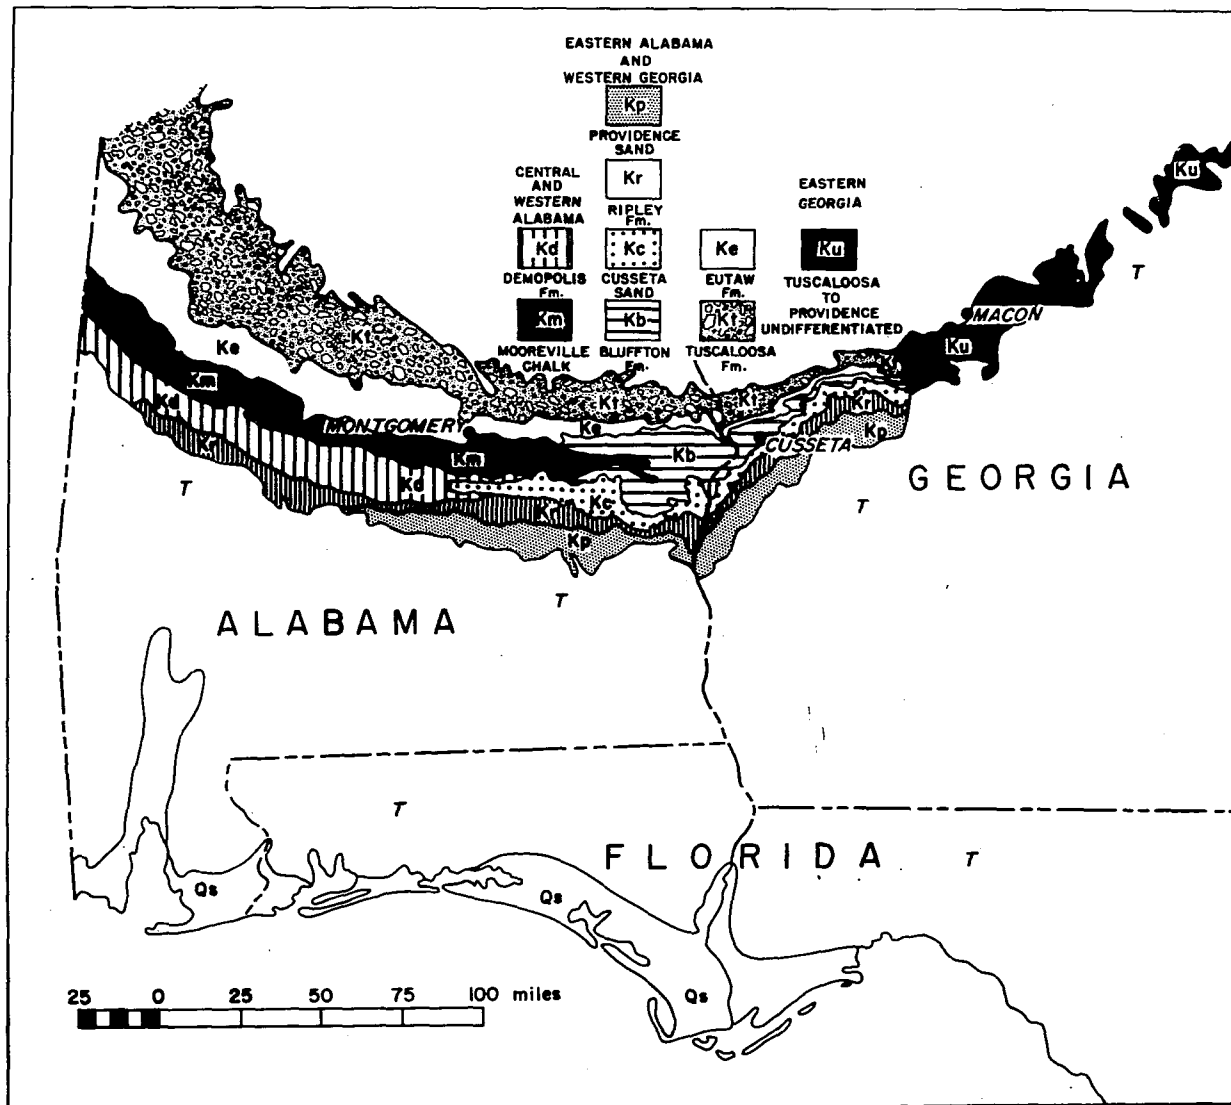 EASTERN ALABAMA
AND
WESTERN GEORGIA
Kp
PROVIDENCE
SAND
CENTRAL
AND
WESTERN
ALABAMA
Kr
RIPLEY
Fm.
EASTERN
GEORGIA
Kd
DEMOPOLIS
Fm.
Kc
CUSSETA
SAND
Ke
EUTAW
Fm.
Ku
TUSCALOOSA
TO
PROVIDENCE
UNDIFFERENTIATED
Km
MOOREVILLE
CHALK
Kb
BLUFFTON
Fm.
Kt
TUSCALOOSA
Fm.
Ku
T
MACON
Ku
Kt
Ke
Km
Kd
Kr
MONTGOMERY
Kt
Kt
Ke
Kr
Kp
CUSSETA
Kb
Km
Kd
Kc
Kr
Kp
T
GEORGIA
T
T
ALABAMA
T
FLORIDA
T
Qs
Qs
Qs
25 0 25 50 75 100 miles